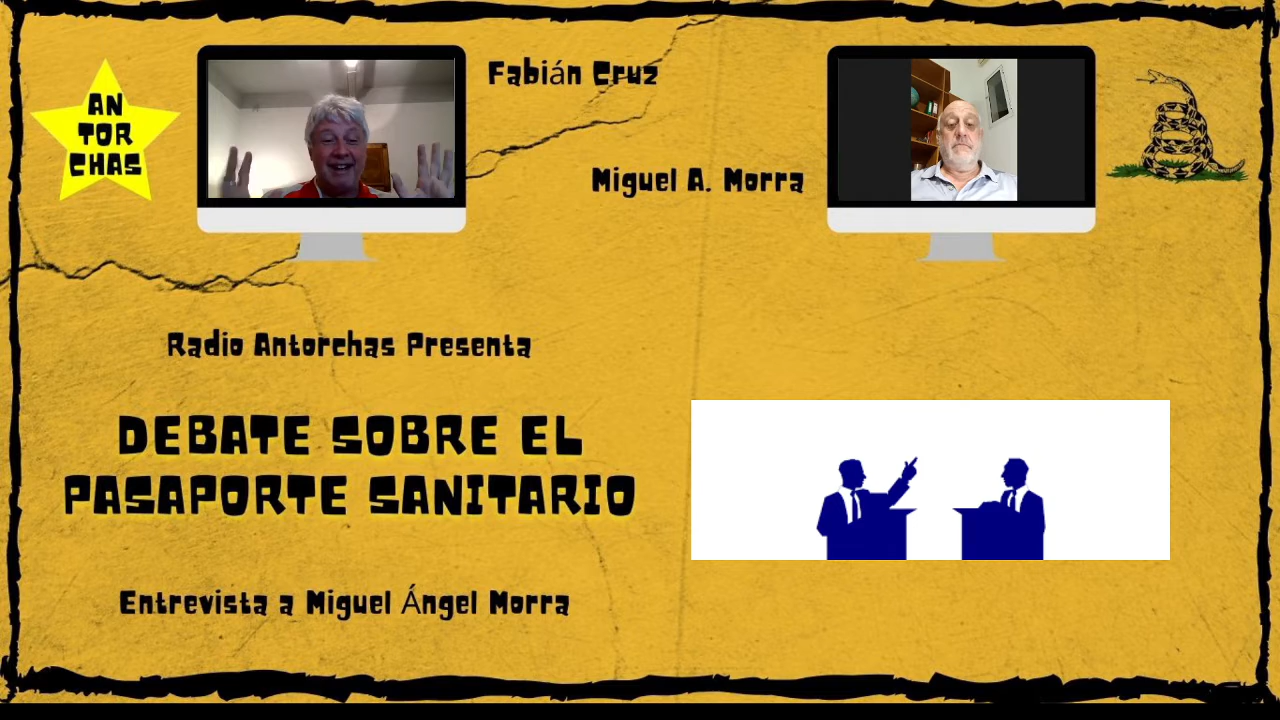 AN
TOR
CHAS
Fabián Cruz
Miguel A. Morra
Radio Antorchas Presenta
DEBATE SOBRE EL
PASAPORTE SANITARIO
Entrevista a Miguel Ángel Morra